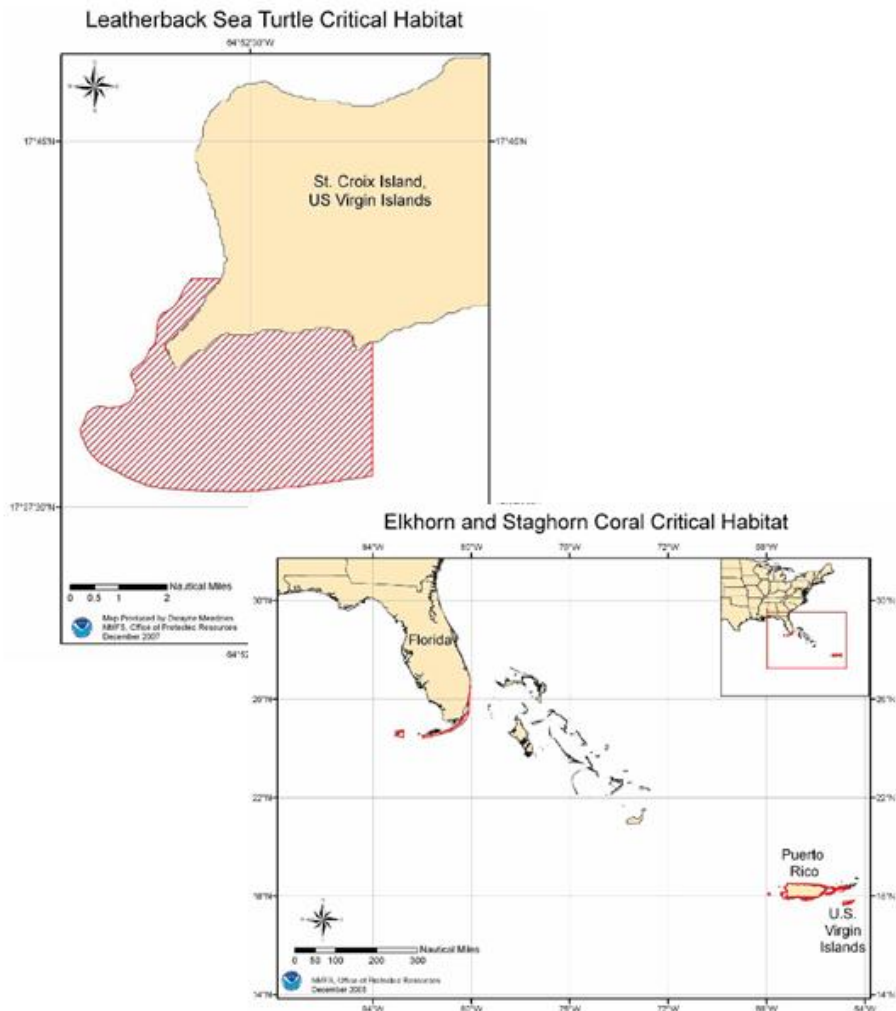 Leatherback Sea Turtle Critical Habitat
64°52'30"W
17°45'N
17°45'N
St. Croix Island,
US Virgin Islands
17°37'30"N
Nautical Miles
0 0.5 1 2
Map Produced by Dwayne Meadows
NMFS, Office of Protected Resources
December 2007
Elkhorn and Staghorn Coral Critical Habitat
84°W 80°W 76°W 72°W 68°W
30°N
30°N
Florida
26°N
26°N
22°N
22°N
Puerto
Rico
18°N
18°N
U.S.
Virgin
Islands
Nautical Miles
0 50 100 200 300
NMFS, Office of Protected Resources
14°N
14°N
84°W 80°W 76°W 72°W 68°W 64°W